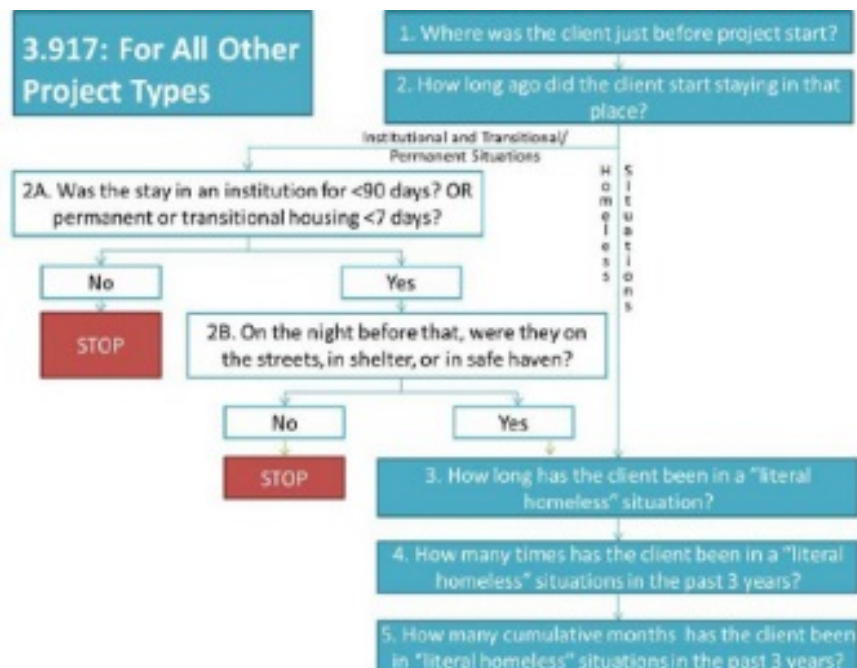 3.917: For All Other
Project Types
1. Where was the client just before project start?
2. How long ago did the client start staying in that
place?
Institutional and Transitional/
Permanent Situations
Homeless
Situations
2A. Was the stay in an institution for <90 days? OR
permanent or transitional housing <7 days?
No
Yes
STOP
2B. On the night before that, were they on
the streets, in shelter, or in safe haven?
No
Yes
STOP
3. How long has the client been in a "literal
homeless" situation?
4. How many times has the client been in a "literal
homeless" situations in the past 3 years?
5. How many cumulative months has the client been
in "literal homeless" situations in the past 3 years?